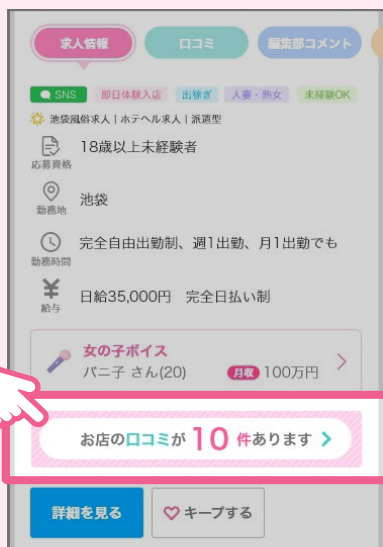 求人情報
口コミ
編集部コメント
SNS 即日体験入店 出稼ぎ 人妻・熟女 未経験OK
池袋風俗求人 | ホテヘル求人 | 派遣型
応募資格 18歳以上未経験者
勤務地 池袋
勤務時間 完全自由出勤制、週1出勤、月1出勤でも
¥
給与 日給35,000円 完全日払い制
女の子ボイス
バニ子 さん(20) 月収 100万円
お店の口コミが 10 件あります
詳細を見る
キープする